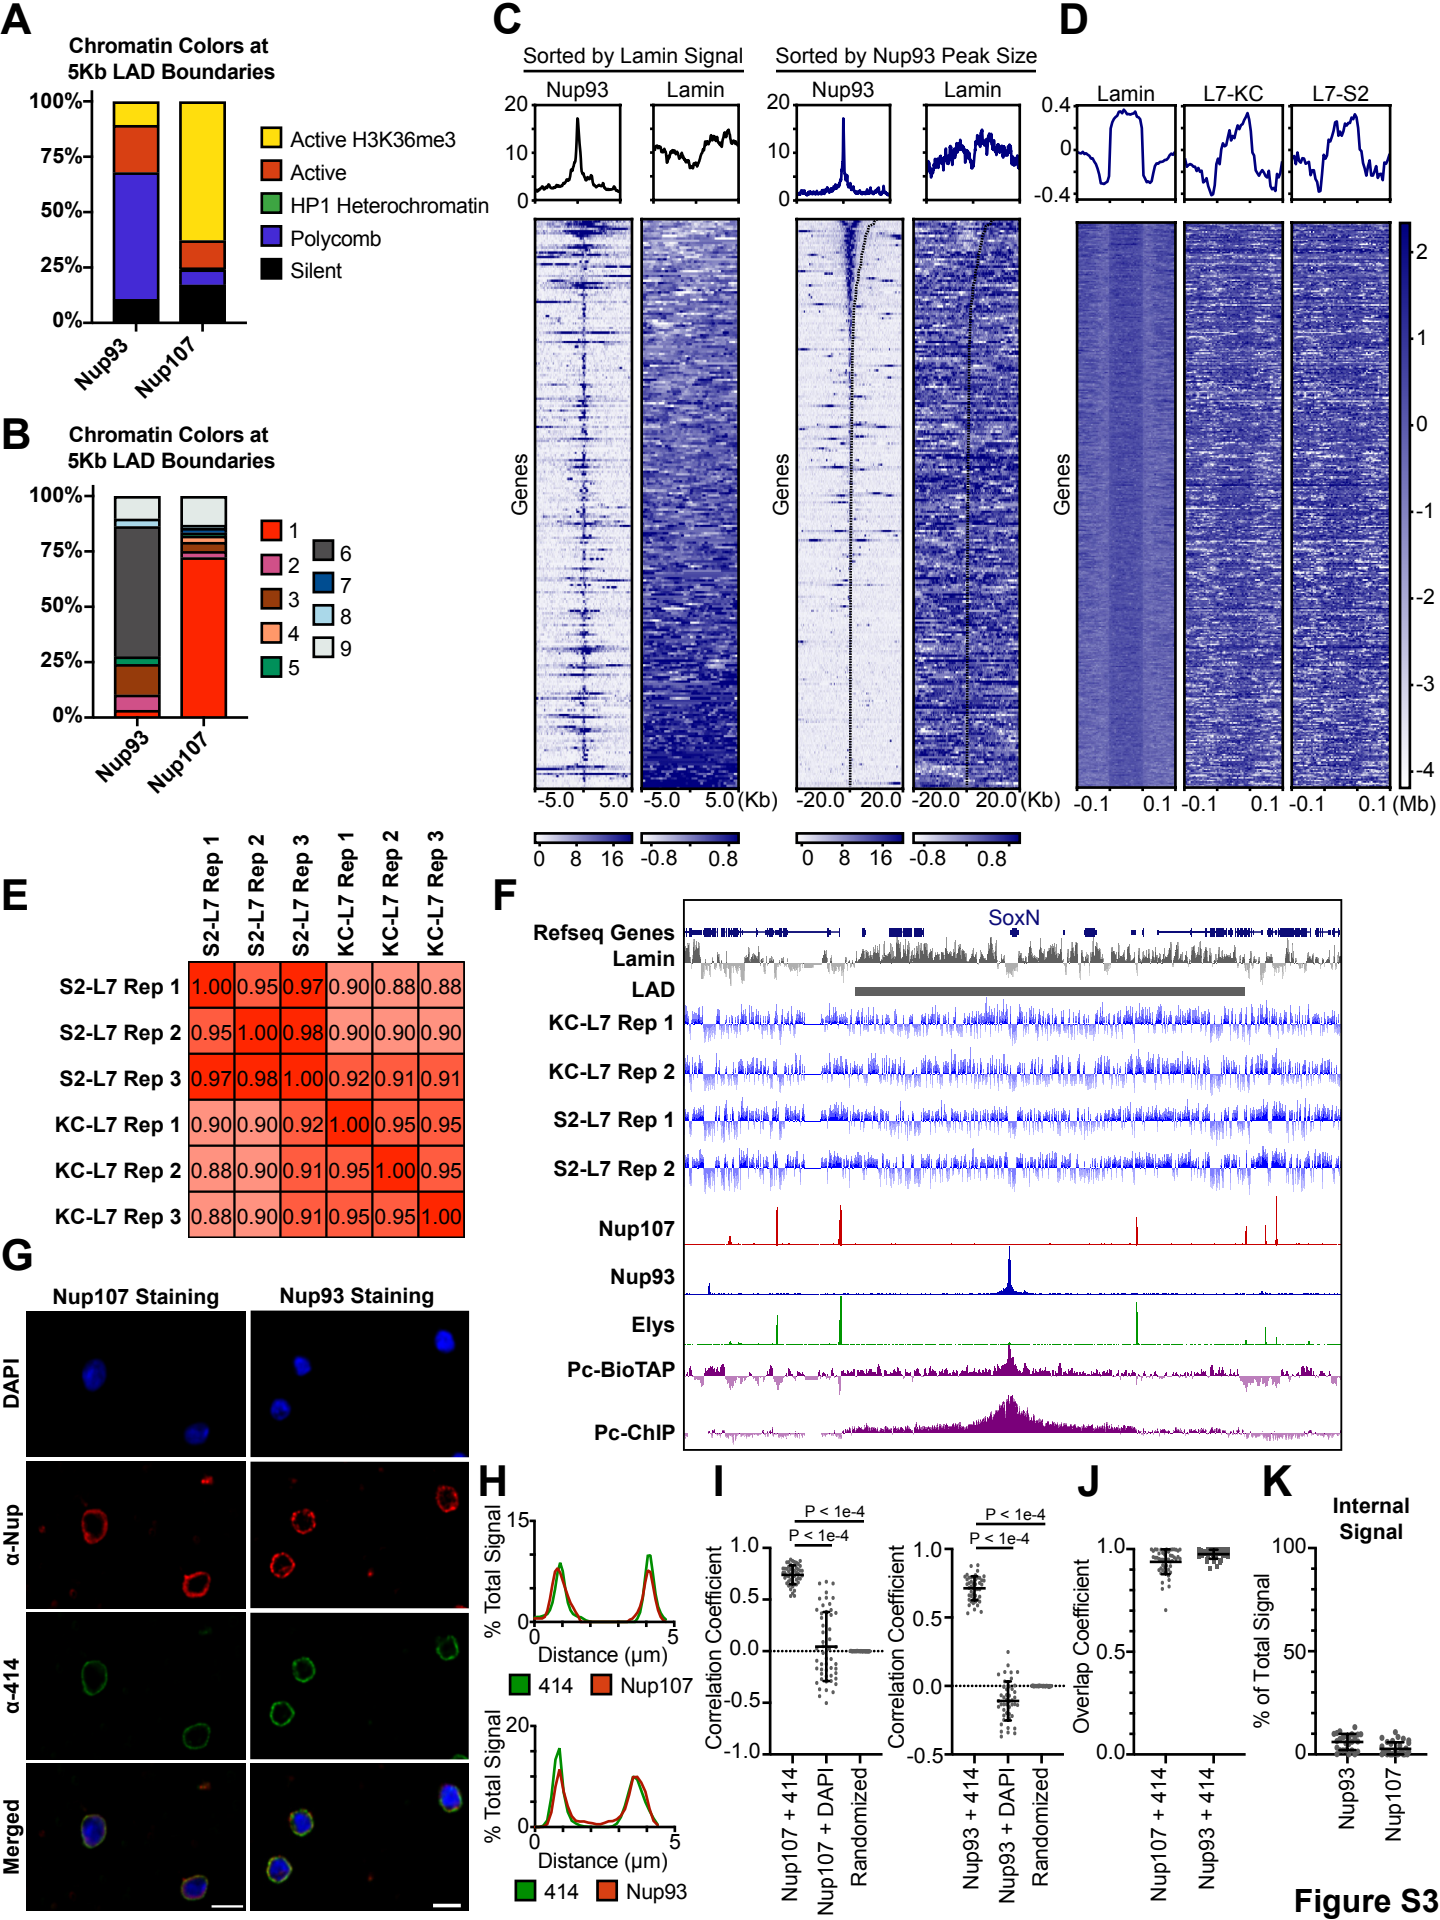 A
Chromatin Colors at
5Kb LAD Boundaries
100%
75%
50%
25%
0%
Nup93
Nup107
Active H3K36me3
Active
HP1 Heterochromatin
Polycomb
Silent
B
Chromatin Colors at
5Kb LAD Boundaries
100%
75%
50%
25%
0%
Nup93
Nup107
1
2
3
4
5
6
7
8
9
C
Sorted by Lamin Signal
Sorted by Nup93 Peak Size
Nup93
Lamin
Nup93
Lamin
20
10
0
20
10
0
Genes
Genes
-5.0 5.0 -5.0 5.0 (Kb)
-20.0 20.0 -20.0 20.0 (Kb)
0 8 16
-0.8 0.8
0 8 16
-0.8 0.8
D
Lamin
L7-KC
L7-S2
0.4
0
-0.4
Genes
-0.1 0.1 -0.1 0.1 -0.1 0.1 (Mb)
2
1
0
-1
-2
-3
-4
E
S2-L7 Rep 1
S2-L7 Rep 2
S2-L7 Rep 3
KC-L7 Rep 1
KC-L7 Rep 2
KC-L7 Rep 3
S2-L7 Rep 1 1.00 0.95 0.97 0.90 0.88 0.88
S2-L7 Rep 2 0.95 1.00 0.98 0.90 0.90 0.90
S2-L7 Rep 3 0.97 0.98 1.00 0.92 0.91 0.91
KC-L7 Rep 1 0.90 0.90 0.92 1.00 0.95 0.95
KC-L7 Rep 2 0.88 0.90 0.91 0.95 1.00 0.95
KC-L7 Rep 3 0.88 0.90 0.91 0.95 0.95 1.00
F
SoxN
Refseq Genes
Lamin
LAD
KC-L7 Rep 1
KC-L7 Rep 2
S2-L7 Rep 1
S2-L7 Rep 2
Nup107
Nup93
Elys
Pc-BioTAP
Pc-ChIP
G
Nup107 Staining
Nup93 Staining
DAPI
α-Nup
α-414
Merged
H
% Total Signal
15
0
0 5
Distance (µm)
414 Nup107
% Total Signal
20
0
0 5
Distance (µm)
414 Nup93
I
P < 1e-4
P < 1e-4
Correlation Coefficient
1.0
0.5
0.0
-0.5
-1.0
Nup107 + 414
Nup107 + DAPI
Randomized
P < 1e-4
P < 1e-4
Correlation Coefficient
1.0
0.5
0.0
-0.5
Nup93 + 414
Nup93 + DAPI
Randomized
J
Overlap Coefficient
1.0
0.5
0.0
Nup107 + 414
Nup93 + 414
K
Internal
Signal
% of Total Signal
100
50
0
Nup93
Nup107
Figure S3